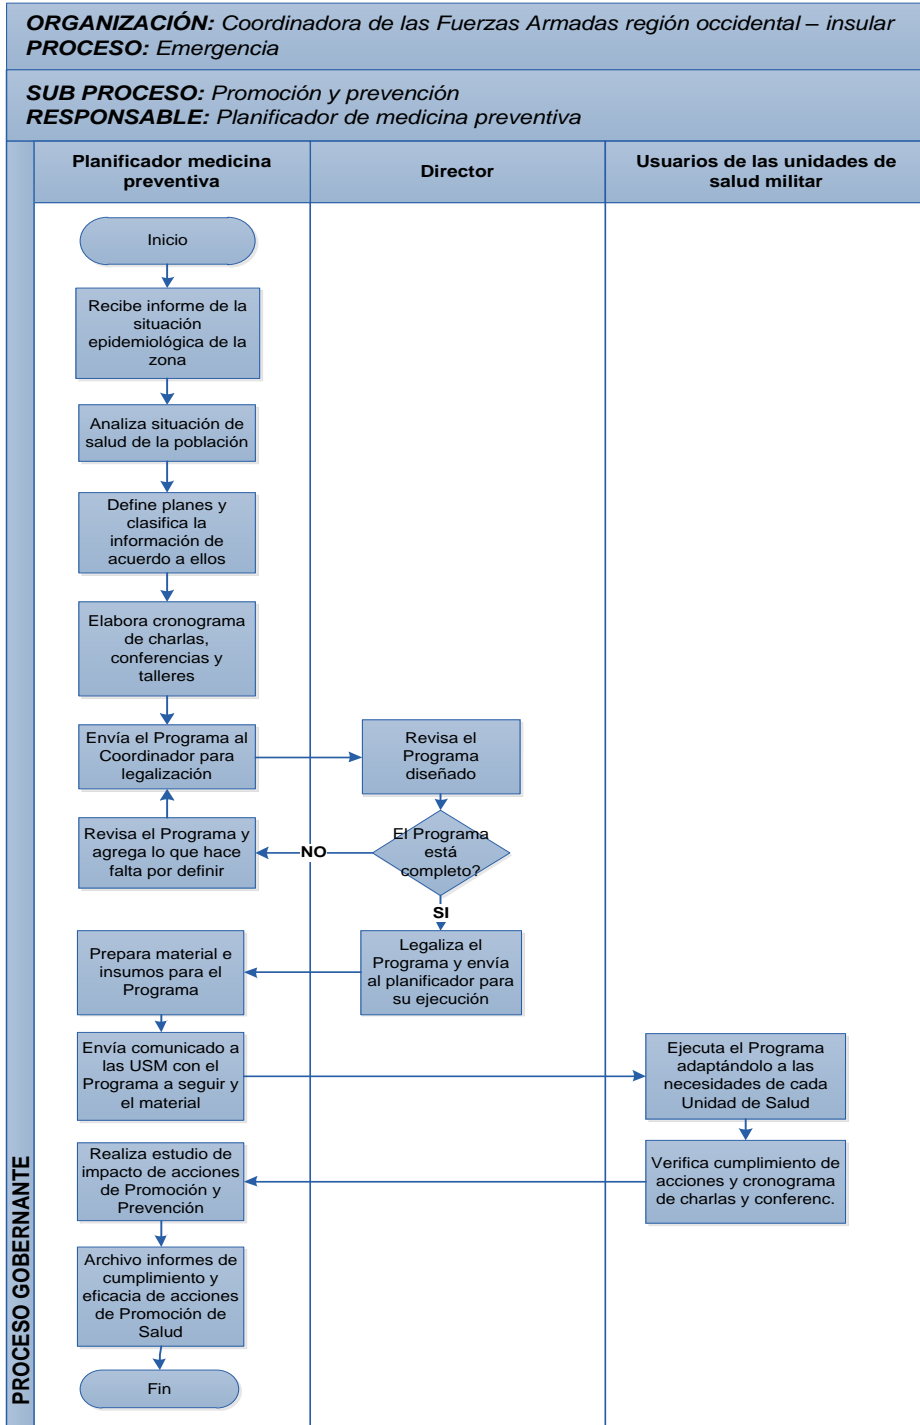 ORGANIZACIÓN: Coordinadora de las Fuerzas Armadas región occidental – insular
PROCESO: Emergencia
SUB PROCESO: Promoción y prevención
RESPONSABLE: Planificador de medicina preventiva
Planificador medicina
preventiva
Director
Usuarios de las unidades de
salud militar
Inicio
Recibe informe de la
situación
epidemiológica de la
zona
Analiza situación de
salud de la población
Define planes y
clasifica la
información de
acuerdo a ellos
Elabora cronograma
de charlas,
conferencias y
talleres
Envía el Programa al
Coordinador para
legalización
Revisa el
Programa
diseñado
El Programa
está
completo?
NO
Revisa el Programa y
agrega lo que hace
falta por definir
SI
Legaliza el
Programa y envía
al planificador para
su ejecución
Prepara material e
insumos para el
Programa
Envía comunicado a
las USM con el
Programa a seguir y
el material
Ejecuta el Programa
adaptándolo a las
necesidades de cada
Unidad de Salud
Verifica cumplimiento de
acciones y cronograma
de charlas y conferenc.
Realiza estudio de
impacto de acciones
de Promoción y
Prevención
Archivo informes de
cumplimiento y
eficacia de acciones
de Promoción de
Salud
Fin
PROCESO GOBERNANTE